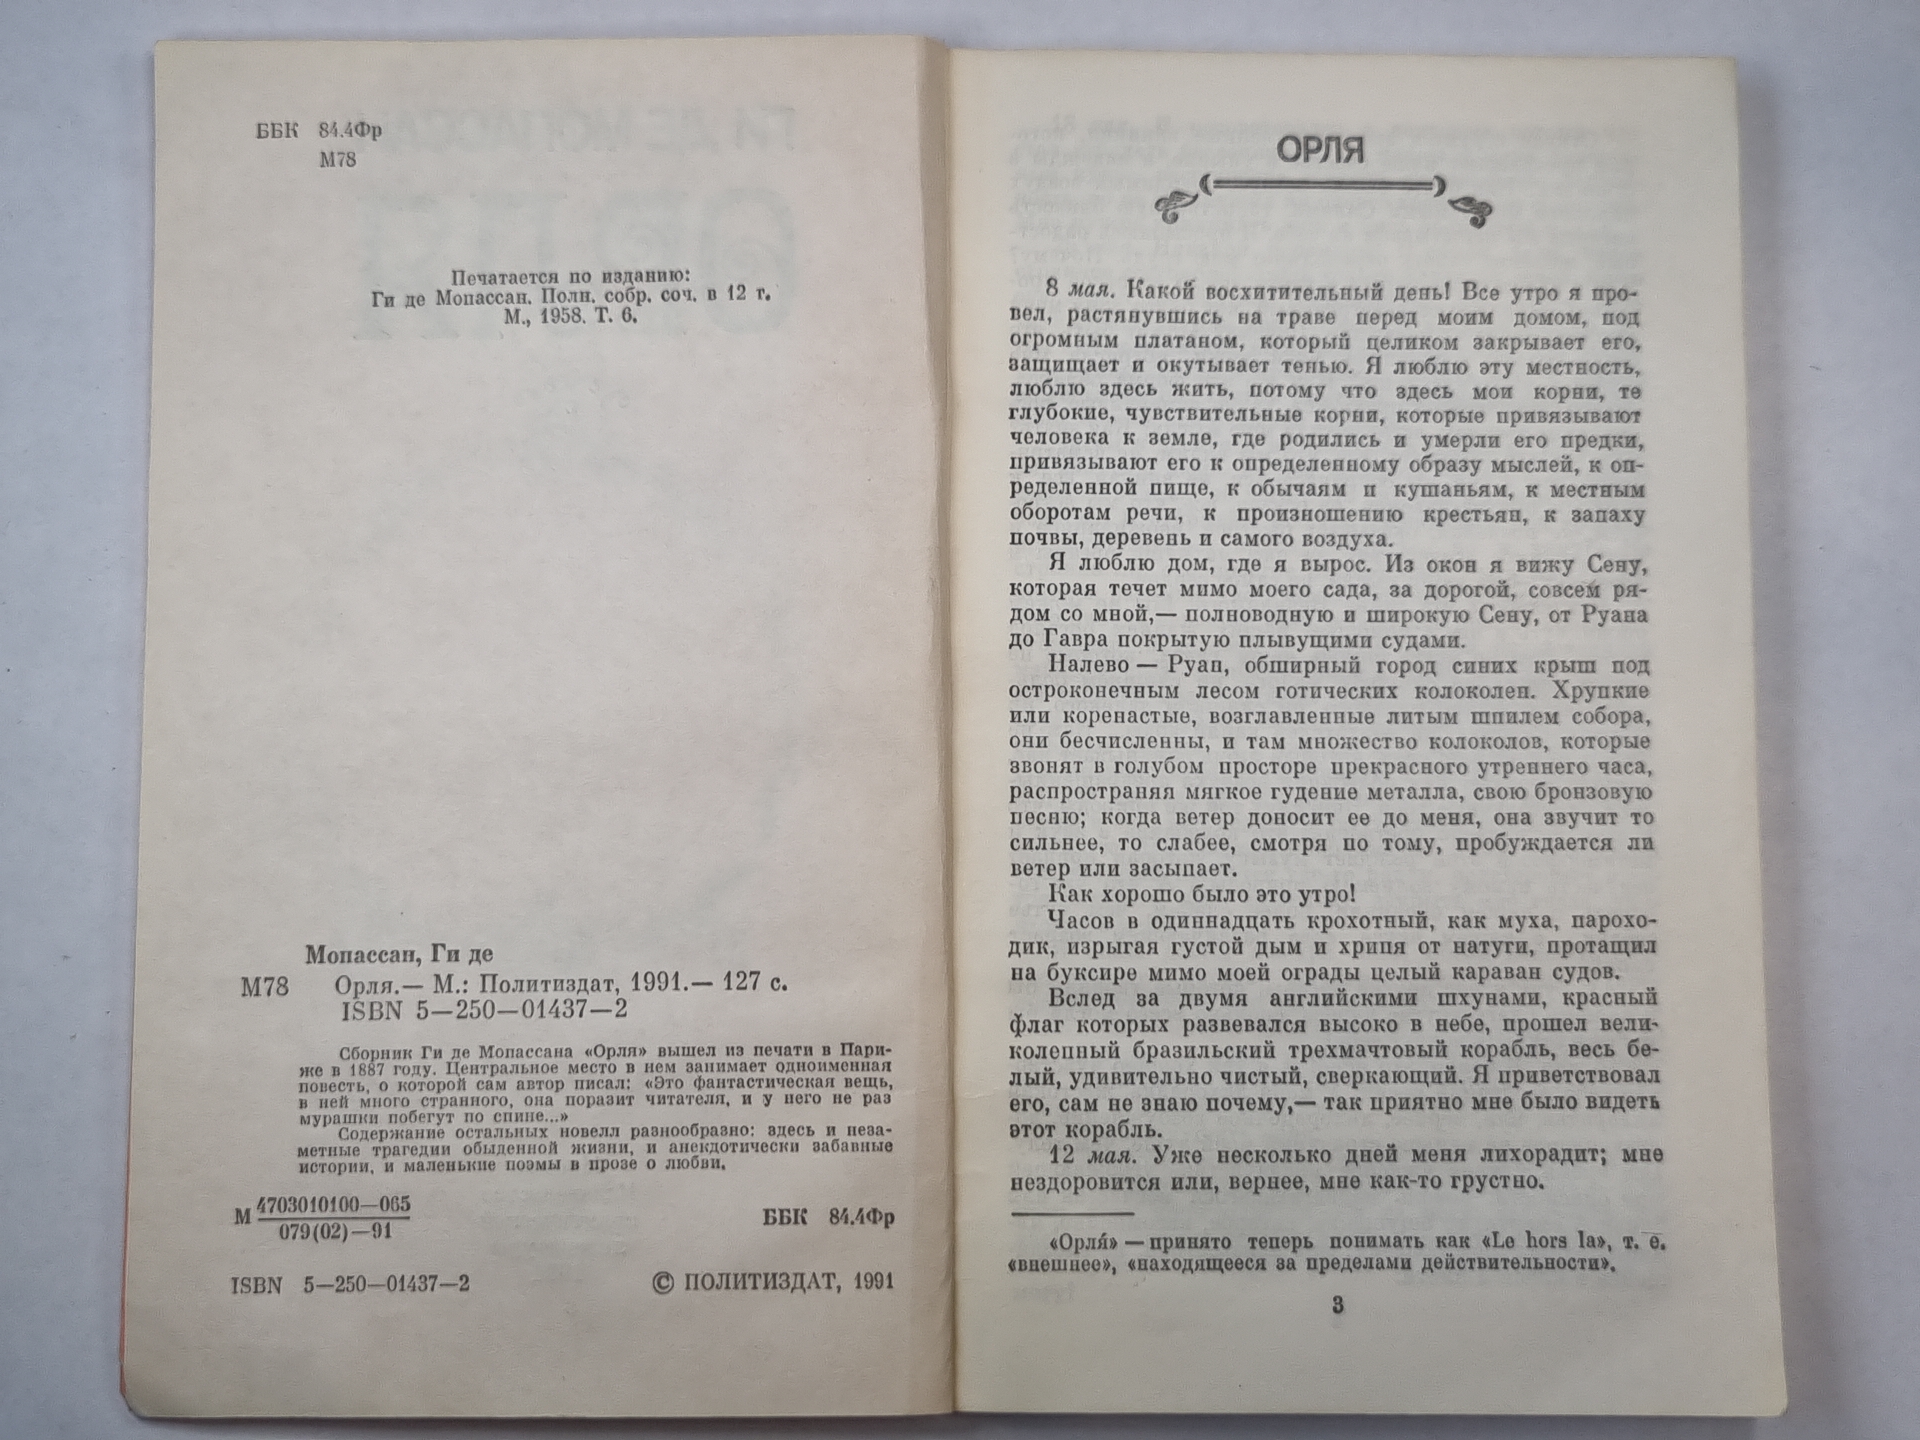 ББК 84.4Фр
М78
Печатается по изданию:
Ги де Мопассан. Полн. собр. соч. в 12 т.
М., 1958. Т. 6.
Мопассан, Ги де
М78 Орля.— М.: Политиздат, 1991.— 127 с.
ISBN 5—250—01437—2
Сборник Ги де Мопассана «Орля» вышел из печати в Пари-
же в 1887 году. Центральное место в нем занимает одноименная
повесть, о которой сам автор писал: «Это фантастическая вещь,
в ней много странного, она поразит читателя, и у него не раз
мурашки побегут по спине...»
Содержание остальных новелл разнообразно: здесь и неза-
метные трагедии обыденной жизни, и анекдотически забавные
истории, и маленькие поэмы в прозе о любви.
М 4703010100—065
079(02)—91
ББК 84.4Фр
ISBN 5—250—01437—2
© ПОЛИТИЗДАТ, 1991
ОРЛЯ
8 мая. Какой восхитительный день! Все утро я про-
вел, растянувшись на траве перед моим домом, под
огромным платаном, который целиком закрывает его,
защищает и окутывает тенью. Я люблю эту местность,
люблю здесь жить, потому что здесь мои корни, те
глубокие, чувствительные корни, которые привязывают
человека к земле, где родились и умерли его предки,
привязывают его к определенному образу мыслей, к оп-
ределенной пище, к обычаям и кушаньям, к местным
оборотам речи, к произношению крестьян, к запаху
почвы, деревень и самого воздуха.
Я люблю дом, где я вырос. Из окон я вижу Сену,
которая течет мимо моего сада, за дорогой, совсем ря-
дом со мной,— полноводную и широкую Сену, от Руана
до Гавра покрытую плывущими судами.
Налево — Руан, обширный город синих крыш под
остроконечным лесом готических колоколен. Хрупкие
или коренастые, возглавленные литым шпилем собора,
они бесчисленны, и там множество колоколов, которые
звонят в голубом просторе прекрасного утреннего часа,
распространяя мягкое гудение металла, свою бронзовую
песню; когда ветер доносит ее до меня, она звучит то
сильнее, то слабее, смотря по тому, пробуждается ли
ветер или засыпает.
Как хорошо было это утро!
Часов в одиннадцать крохотный, как муха, парохо-
дик, изрыгая густой дым и хрипя от натуги, протащил
на буксире мимо моей ограды целый караван судов.
Вслед за двумя английскими шхунами, красный
флаг которых развевался высоко в небе, прошел вели-
колепный бразильский трехмачтовый корабль, весь бе-
лый, удивительно чистый, сверкающий. Я приветствовал
его, сам не знаю почему,— так приятно мне было видеть
этот корабль.
12 мая. Уже несколько дней меня лихорадит; мне
нездоровится или, вернее, мне как-то грустно.
«Орля́» — принято теперь понимать как «Le hors la», т. е.
«внешнее», «находящееся за пределами действительности».
3